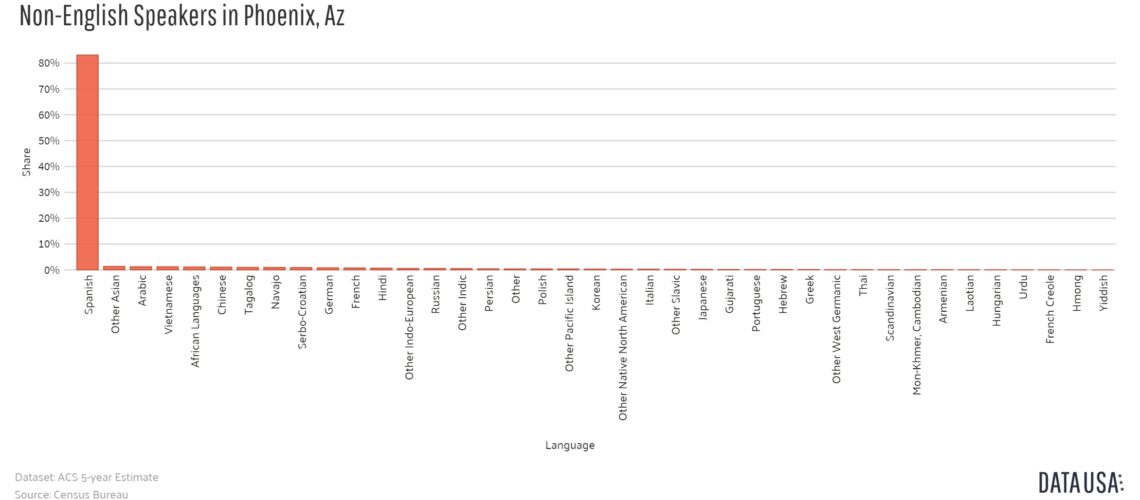 Non-English Speakers in Phoenix, Az
80%
70%
60%
50%
40%
30%
20%
10%
0%
Share
Spanish
Other Asian
Arabic
Vietnamese
African Languages
Chinese
Tagalog
Navajo
Serbo-Croatian
German
French
Hindi
Other Indo-European
Russian
Other Indic
Persian
Other
Polish
Other Pacific Island
Korean
Other Native North American
Italian
Other Slavic
Japanese
Gujarati
Portuguese
Hebrew
Greek
Other West Germanic
Thai
Scandinavian
Mon-Khmer, Cambodian
Armenian
Laotian
Hungarian
Urdu
French Creole
Hmong
Yiddish
Language
Dataset: ACS 5-year Estimate
Source: Census Bureau
DATA USA